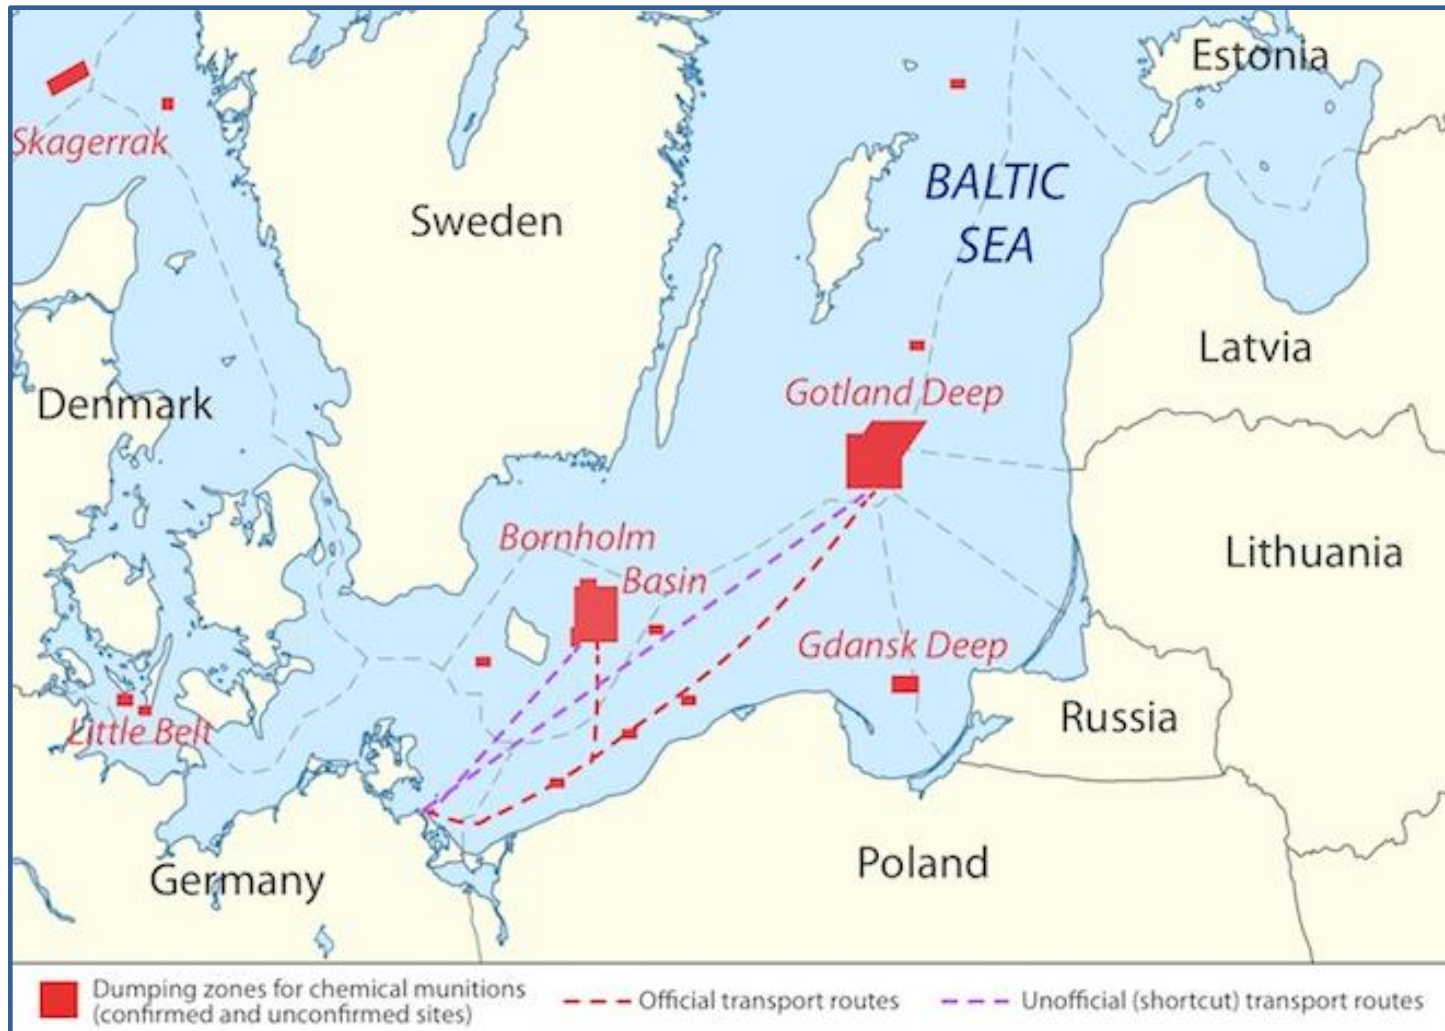 Estonia
Skagerrak
BALTIC
SEA
Sweden
Latvia
Denmark
Gotland Deep
Bornholm
Basin
Lithuania
Gdansk Deep
Russia
Little Belt
Poland
Germany
Dumping zones for chemical munitions
(confirmed and unconfirmed sites)
Official transport routes
Unofficial (shortcut) transport routes